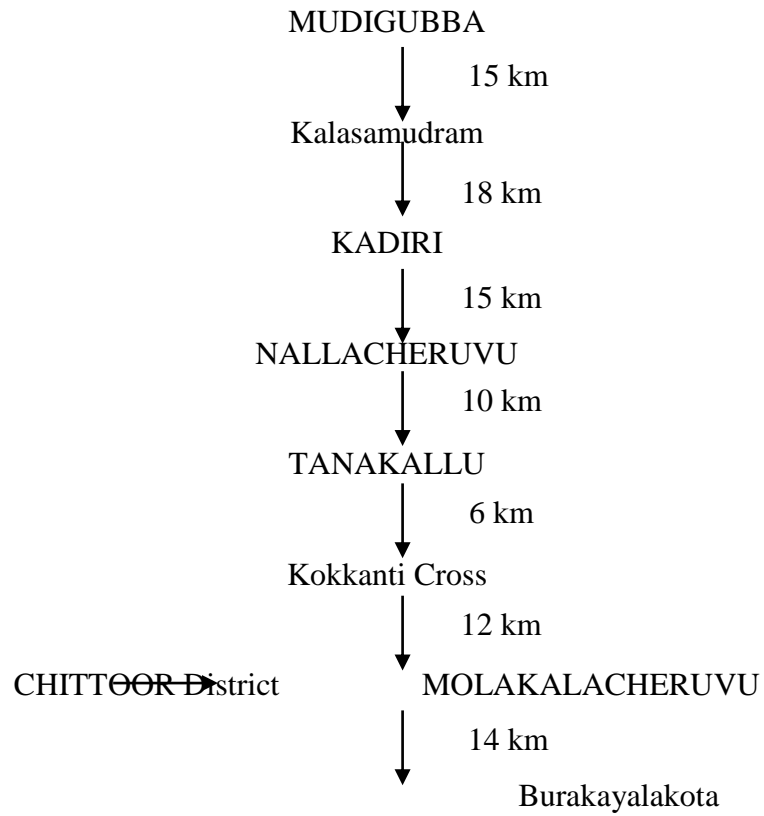 MUDIGUBBA
15 km
Kalasamudram
18 km
KADIRI
15 km
NALLACHERUVU
10 km
TANAKALLU
6 km
Kokkanti Cross
12 km
CHITTOOR District MOLAKALACHERUVU
14 km
Burakayalakota